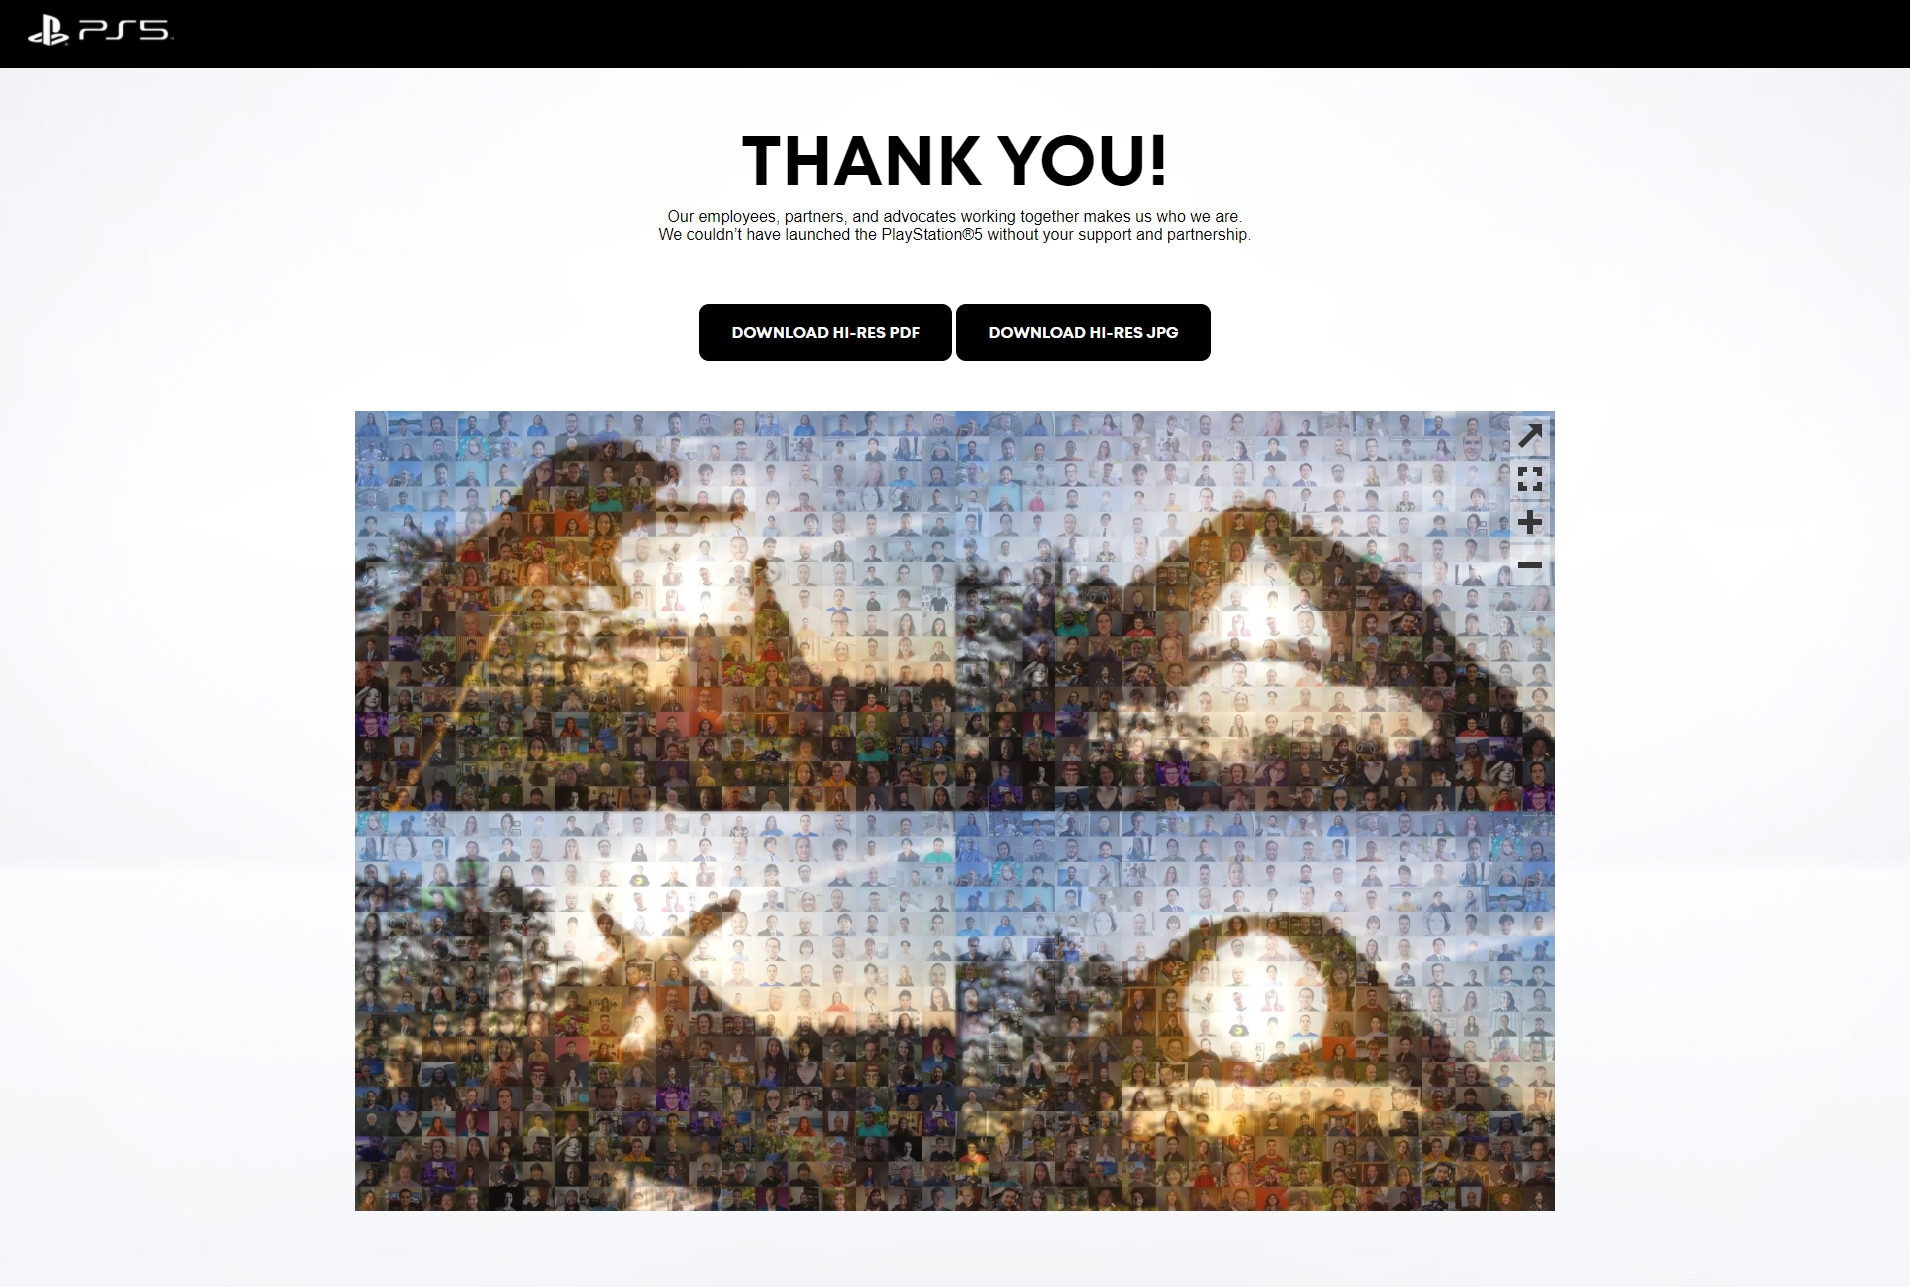 PS5
THANK YOU!
Our employees, partners, and advocates working together makes us who we are.
We couldn’t have launched the PlayStation®5 without your support and partnership.
DOWNLOAD HI-RES PDF
DOWNLOAD HI-RES JPG